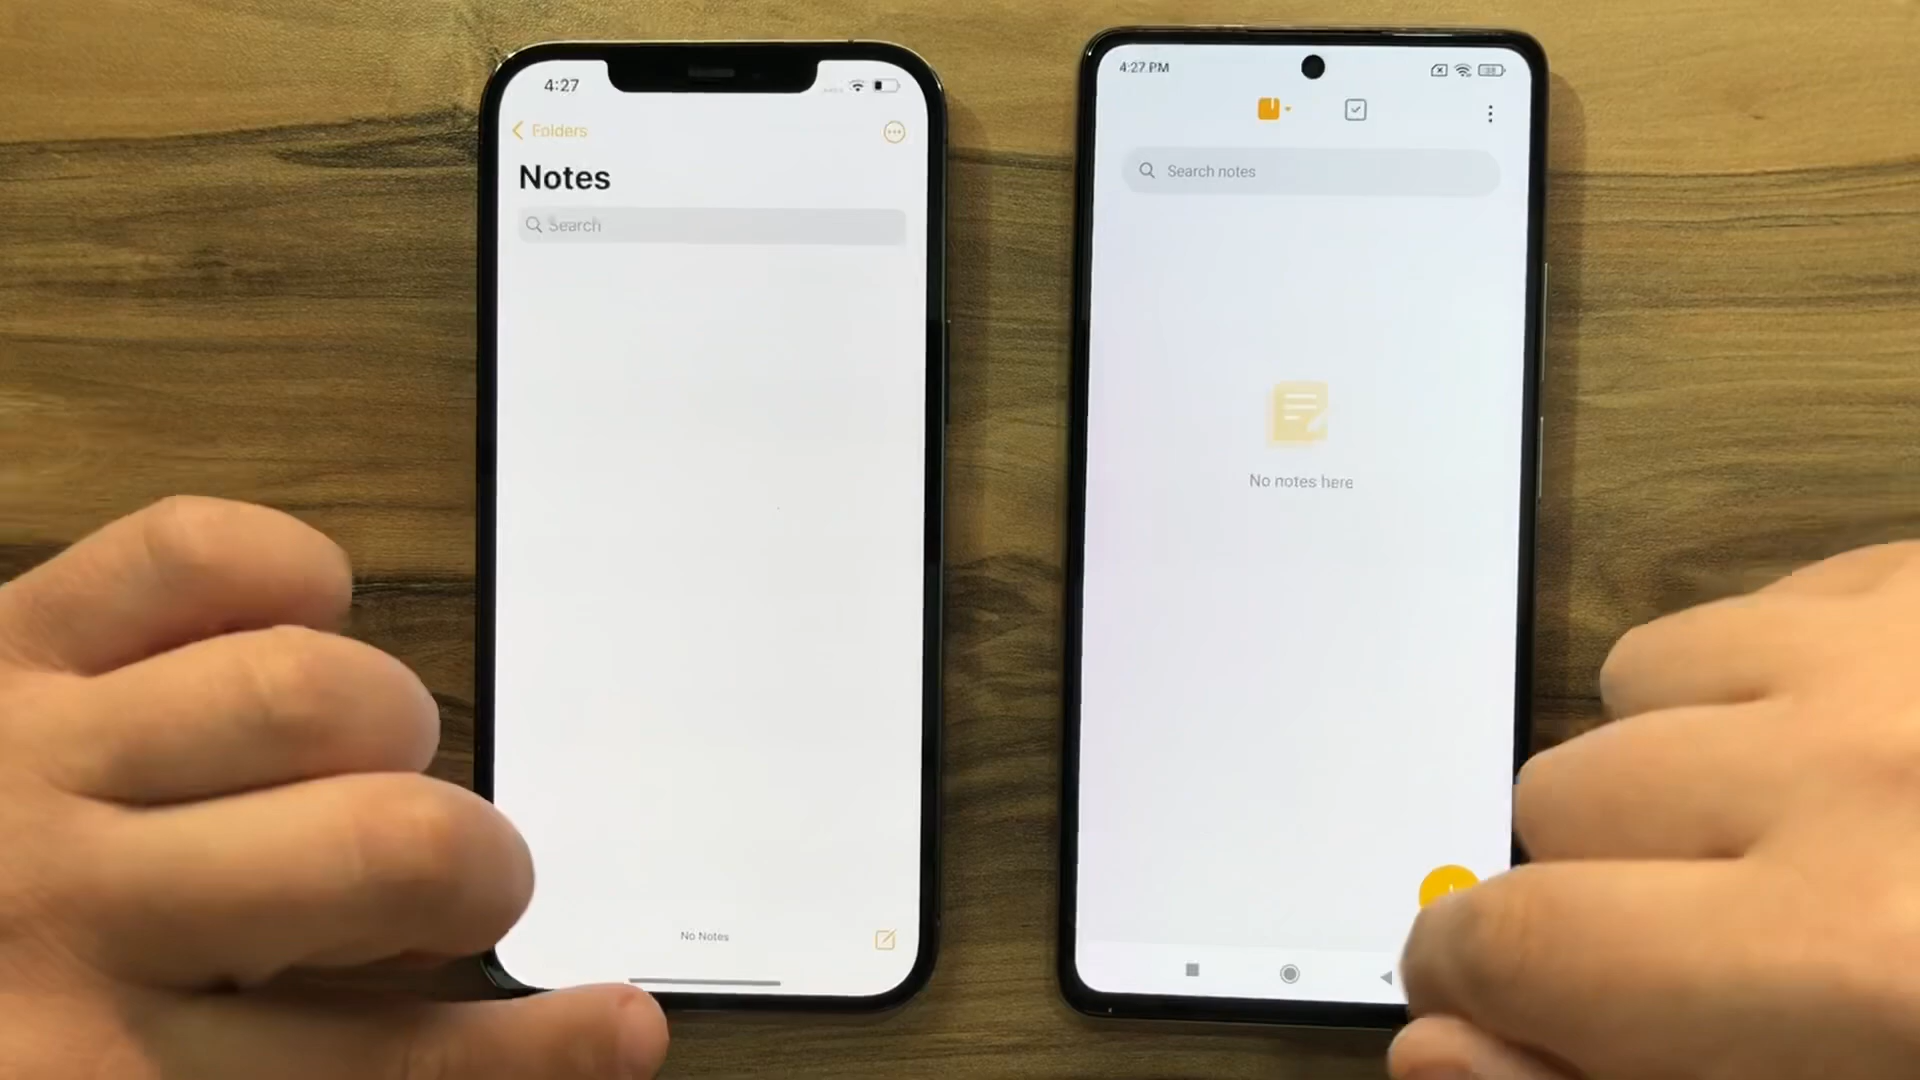 4:27
Folders
Notes
Search
No Notes
4:27 PM
Search notes
No notes here